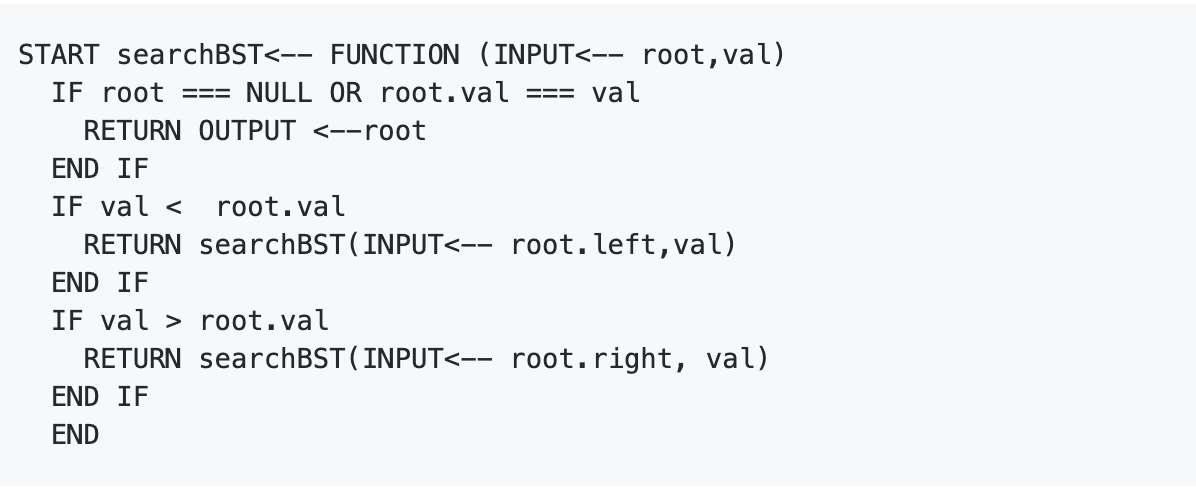 START searchBST<-- FUNCTION (INPUT<-- root,val)
  IF root === NULL OR root.val === val
    RETURN OUTPUT <--root
  END IF
  IF val <  root.val
    RETURN searchBST(INPUT<-- root.left,val)
  END IF
  IF val > root.val
    RETURN searchBST(INPUT<-- root.right, val)
  END IF
  END